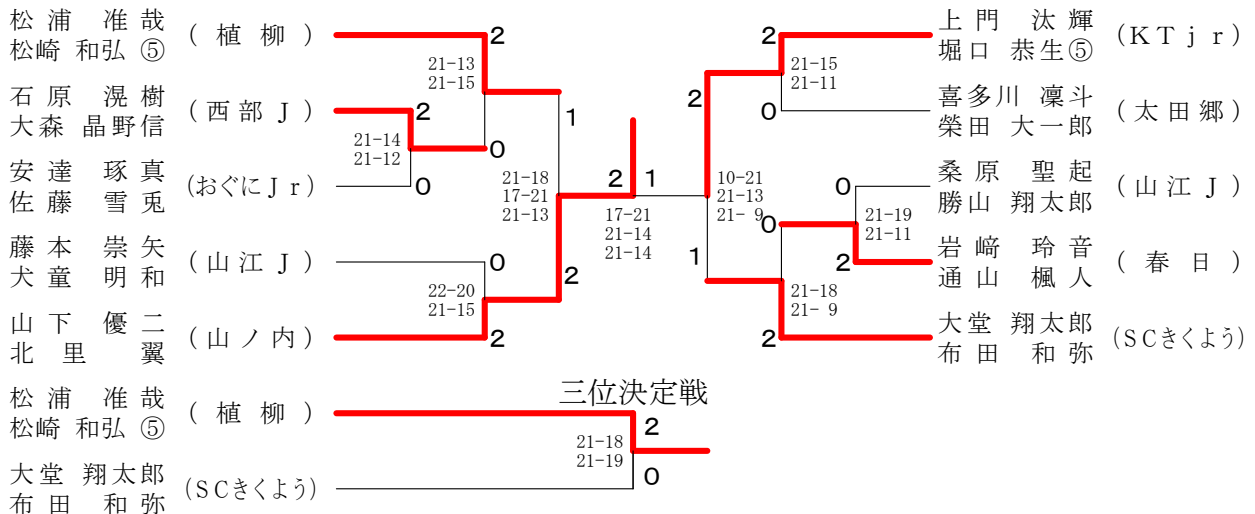 松浦 准哉
松崎 和弘 ⑤
(植柳)
2
21-13
21-15
石原 滉樹
大森 晶野信
(西部J)
2
21-14
21-12
0
安達 琢真
佐藤 雪兎
(おぐにJr)
0
1
21-18
17-21
21-13
2
藤本 崇矢
犬童 明和
(山江J)
0
22-20
21-15
山下 優二
北里 翼
(山ノ内)
2
2
1
17-21
21-14
21-14
上門 汰輝
堀口 恭生⑤
(KTjr)
2
21-15
21-11
喜多川 凜斗
榮田 大一郎
(太田郷)
0
2
10-21
21-13
21- 9
1
桑原 聖起
勝山 翔太郎
(山江J)
0
21-19
21-11
0
岩﨑 玲音
通山 楓人
(春日)
2
21-18
21- 9
大堂 翔太郎
布田 和弥
(SCきくよう)
2
三位決定戦
松浦 准哉
松崎 和弘 ⑤
(植柳)
2
21-18
21-19
大堂 翔太郎
布田 和弥
(SCきくよう)
0